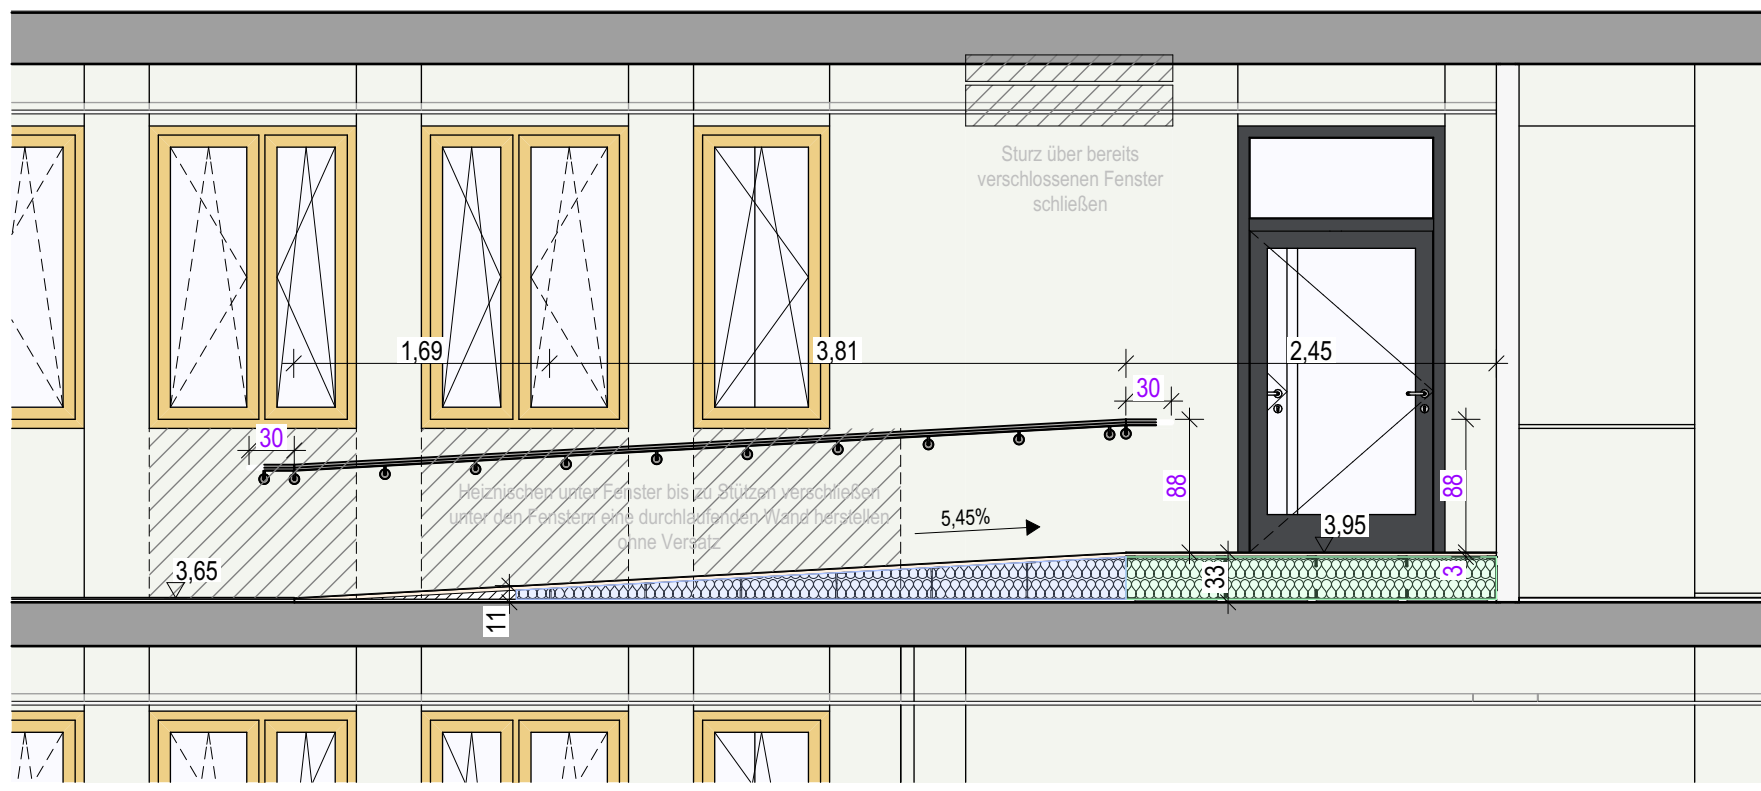 Sturz über bereits
verschlossenen Fenster
schließen
1,69
3,81
2,45
30
30
88
88
Heiznischen unter Fenster bis zu Stützen verschließen
unter den Fenstern eine durchlaufenden Wand herstellen
ohne Versatz
5,45%
3,95
3,65
33
3
11